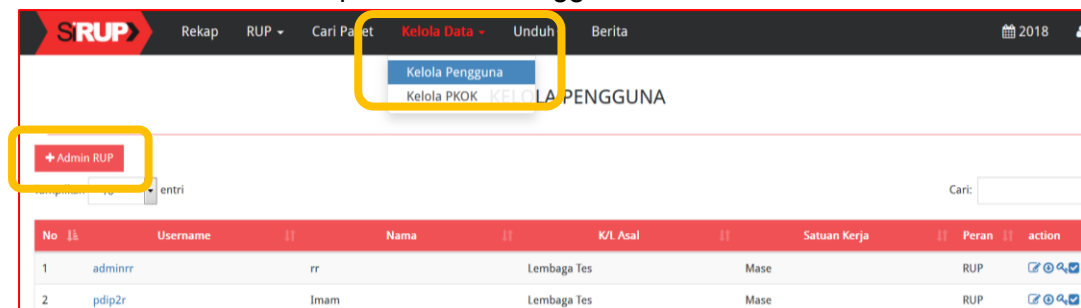 SiRUP Rekap RUP Cari Paket Kelola Data Unduh Berita 2018
Kelola Pengguna
Kelola PKOK
KELOLA PENGGUNA
+ Admin RUP
entri Cari:
No Username Nama K/L Asal Satuan Kerja Peran action
1 adminrr rr Lembaga Tes Mase RUP
2 pdip2r Imam Lembaga Tes Mase RUP